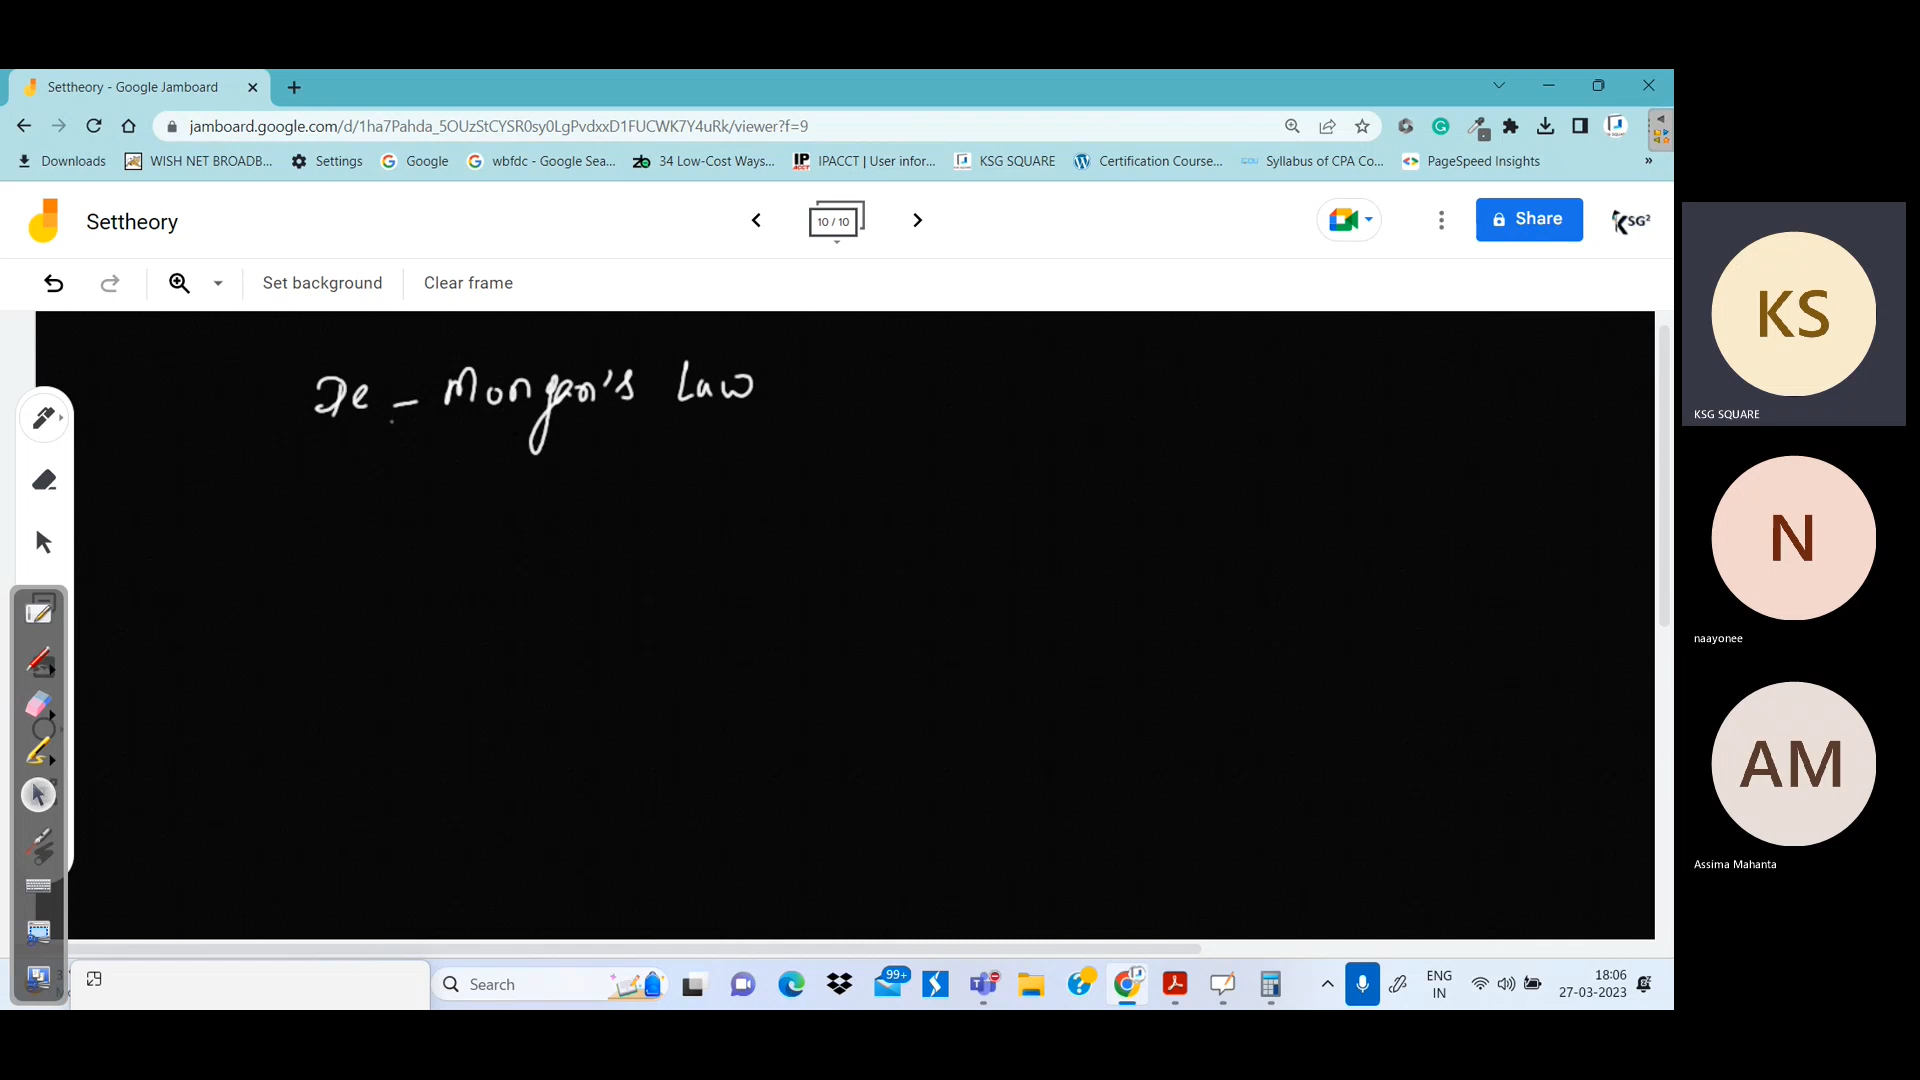 Settheory - Google Jamboard
jamboard.google.com/d/1ha7Pahda_5OUzStCYSR0sy0LgPvdxxD1FUCWK7Y4uRk/viewer?f=9
Downloads WISH NET BROADB... Settings Google wbfdc - Google Sea... 34 Low-Cost Ways... IPACCT | User infor... KSG SQUARE Certification Course... Syllabus of CPA Co... PageSpeed Insights »
Settheory 10 / 10 Share KSG²
Set background Clear frame
De - Morgan's Law
KS
KSG SQUARE
N
naayonee
AM
Assima Mahanta
Search 99+ ENG IN 18:06 27-03-2023